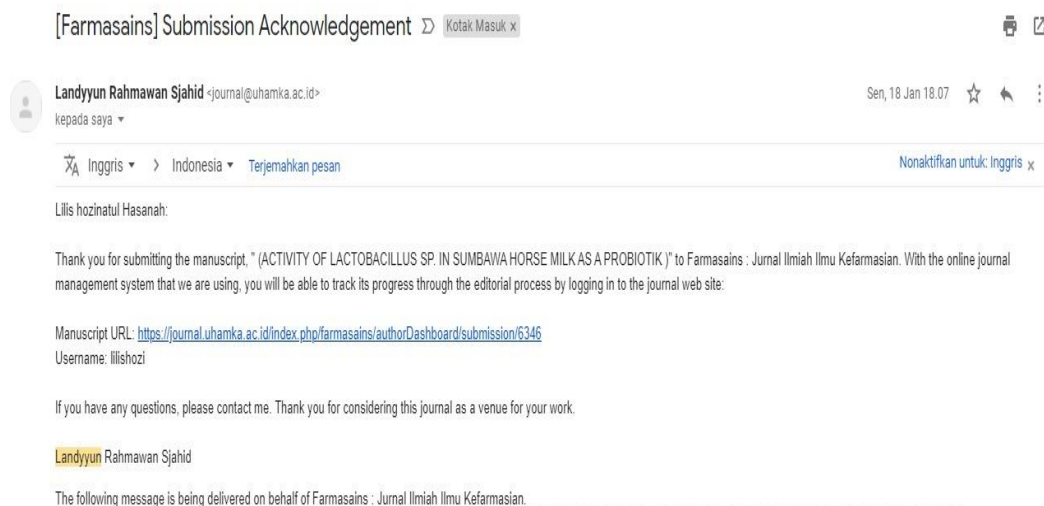 [Farmasains] Submission Acknowledgement Kotak Masuk x
Landyyun Rahmawan Sjahid <journal@uhamka.ac.id>
Sen, 18 Jan 18.07
kepada saya
Inggris > Indonesia Terjemahkan pesan
Nonaktifkan untuk: Inggris x
Lilis hozinatul Hasanah:
Thank you for submitting the manuscript, " (ACTIVITY OF LACTOBACILLUS SP. IN SUMBAWA HORSE MILK AS A PROBIOTIK )" to Farmasains : Jurnal Ilmiah Ilmu Kefarmasian. With the online journal
management system that we are using, you will be able to track its progress through the editorial process by logging in to the journal web site:
Manuscript URL: https://journal.uhamka.ac.id/index.php/farmasains/authorDashboard/submission/6346
Username: lilishozi
If you have any questions, please contact me. Thank you for considering this journal as a venue for your work.
Landyyun Rahmawan Sjahid
The following message is being delivered on behalf of Farmasains : Jurnal Ilmiah Ilmu Kefarmasian.